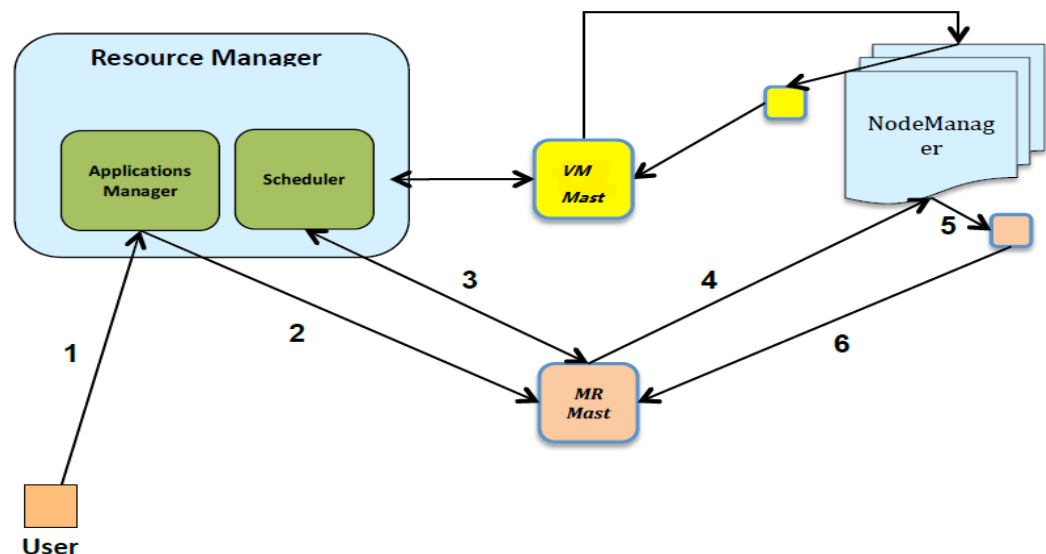 Resource Manager
Applications
Manager
Scheduler
VM
Mast
NodeManag
er
5
3
4
1
2
6
MR
Mast
User